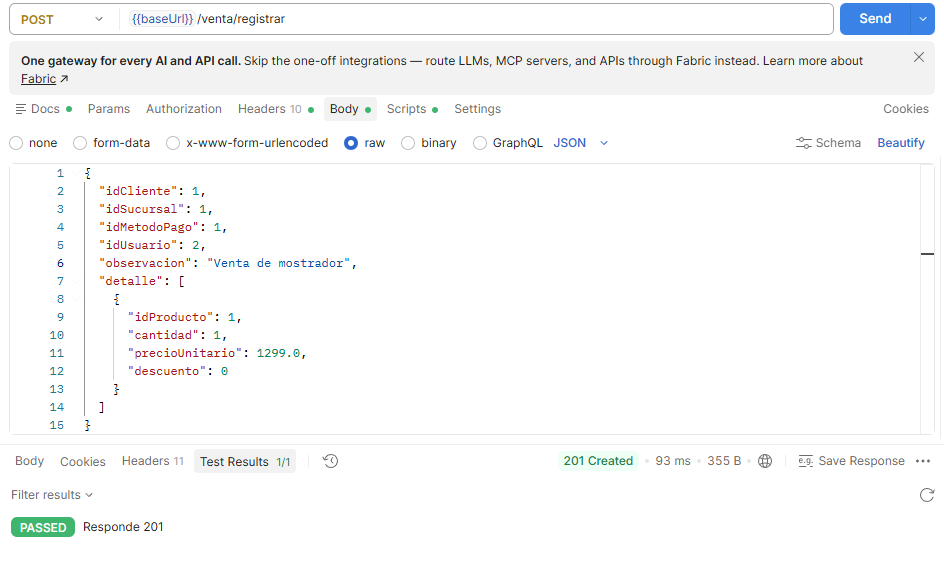 POST {{baseUrl}} /venta/registrar Send
One gateway for every AI and API call. Skip the one-off integrations — route LLMs, MCP servers, and APIs through Fabric instead. Learn more about
Fabric ↗
Docs Params Authorization Headers 10 Body Scripts Settings Cookies
none form-data x-www-form-urlencoded raw binary GraphQL JSON Schema Beautify
1 {
2 "idCliente": 1,
3 "idSucursal": 1,
4 "idMetodoPago": 1,
5 "idUsuario": 2,
6 "observacion": "Venta de mostrador",
7 "detalle": [
8 {
9 "idProducto": 1,
10 "cantidad": 1,
11 "precioUnitario": 1299.0,
12 "descuento": 0
13 }
14 ]
15 }
Body Cookies Headers 11 Test Results 1/1 201 Created 93 ms 355 B e.g. Save Response
Filter results
PASSED Responde 201